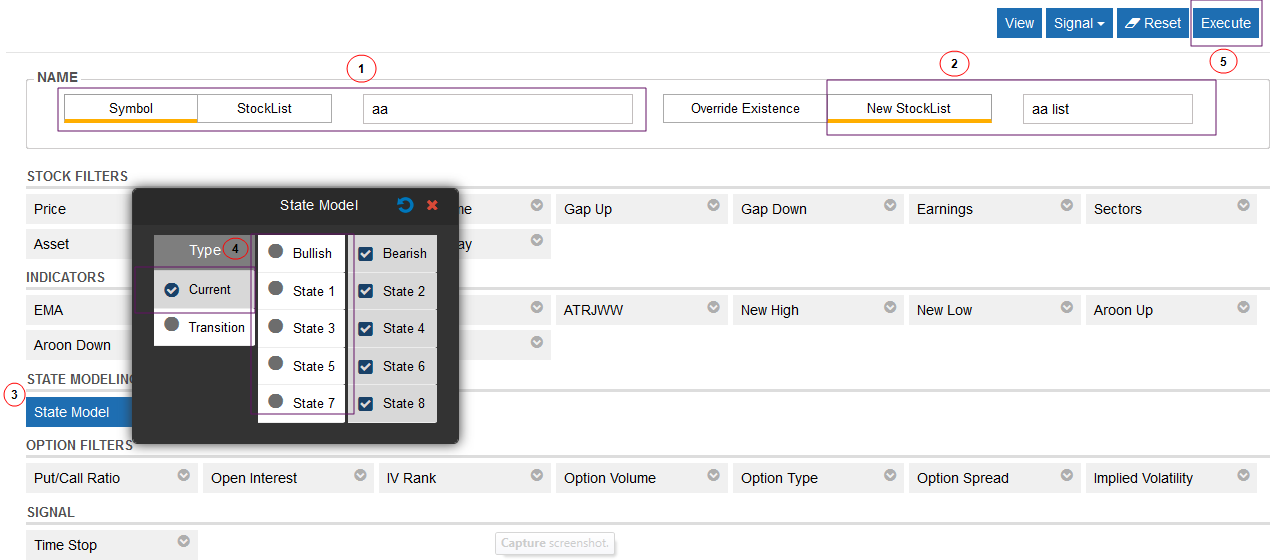 View Signal Reset Execute
1 2 5
NAME
Symbol StockList aa Override Existence New StockList aa list
STOCK FILTERS
Price me Gap Up Gap Down Earnings Sectors
Asset ay
State Model
Type 4 Bullish Bearish
Current State 1 State 2
Transition State 3 State 4
State 5 State 6
State 7 State 8
INDICATORS
EMA ATRJWW New High New Low Aroon Up
Aroon Down
STATE MODELING
3 State Model
OPTION FILTERS
Put/Call Ratio Open Interest IV Rank Option Volume Option Type Option Spread Implied Volatility
SIGNAL
Time Stop
Capture screenshot.